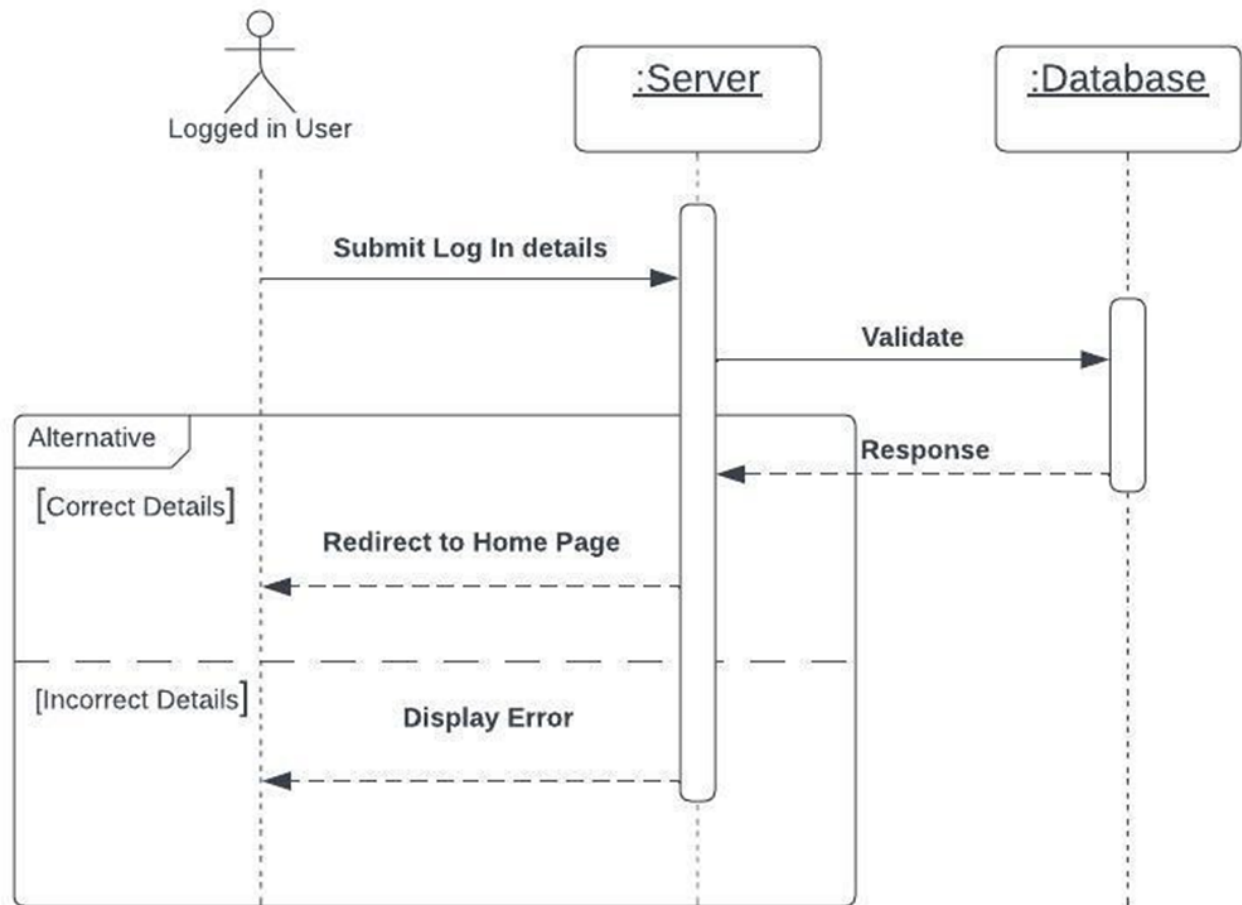 Logged in User
:Server
:Database
Submit Log In details
Validate
Alternative
Response
[Correct Details]
Redirect to Home Page
[Incorrect Details]
Display Error